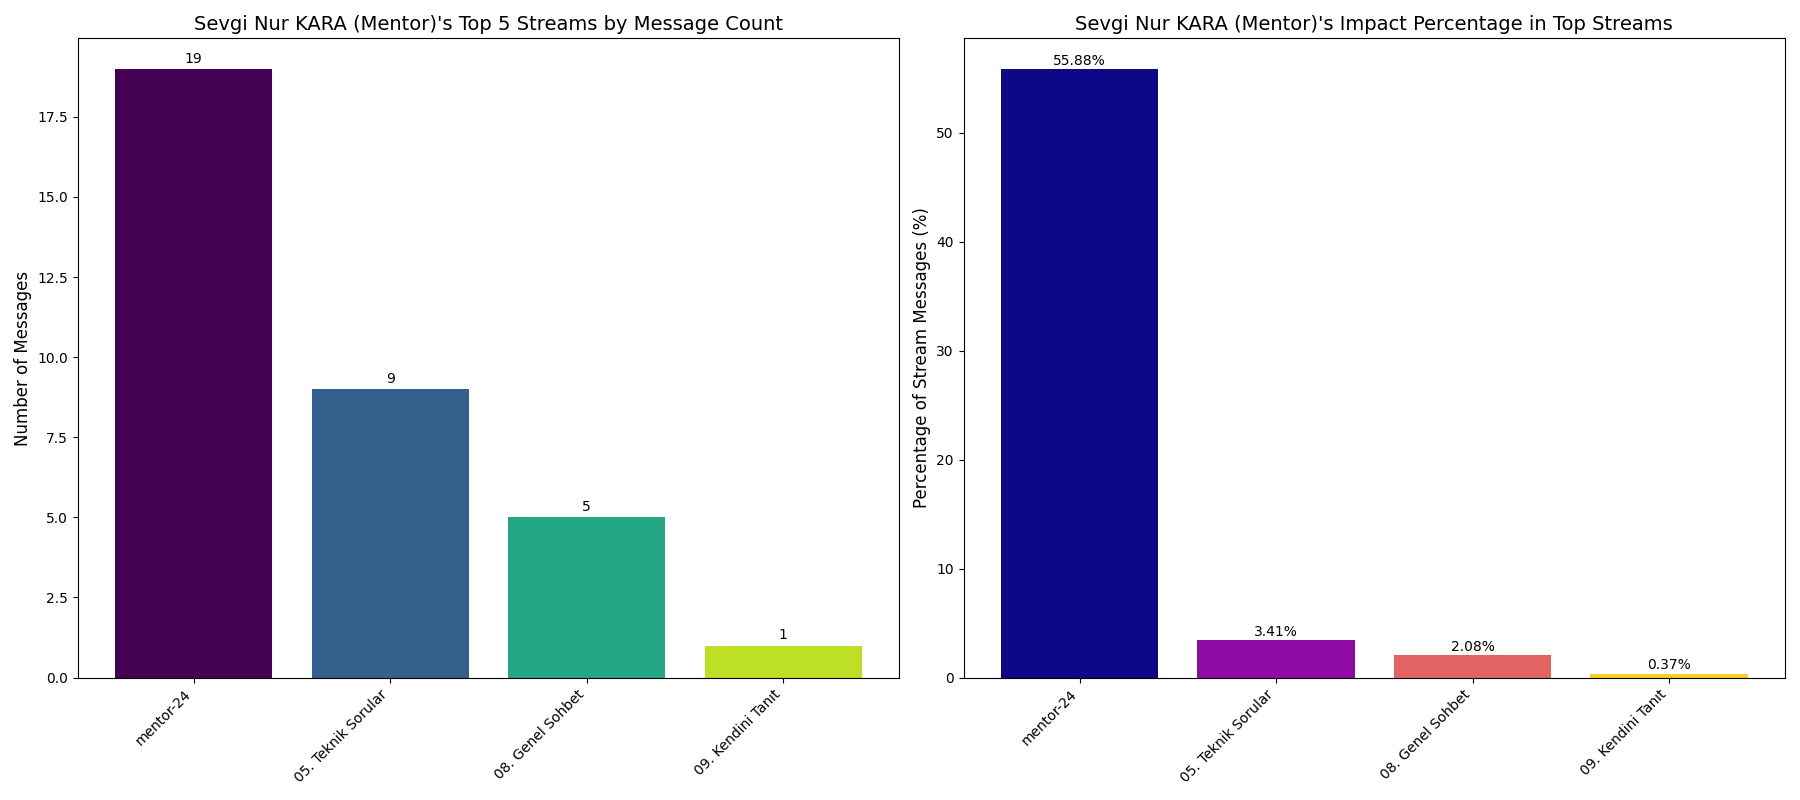 Sevgi Nur KARA (Mentor)'s Top 5 Streams by Message Count
Number of Messages
17.5
15.0
12.5
10.0
7.5
5.0
2.5
0.0
19
9
5
1
mentor-24
05. Teknik Sorular
08. Genel Sohbet
09. Kendini Tanıt
Sevgi Nur KARA (Mentor)'s Impact Percentage in Top Streams
Percentage of Stream Messages (%)
50
40
30
20
10
0
55.88%
3.41%
2.08%
0.37%
mentor-24
05. Teknik Sorular
08. Genel Sohbet
09. Kendini Tanıt